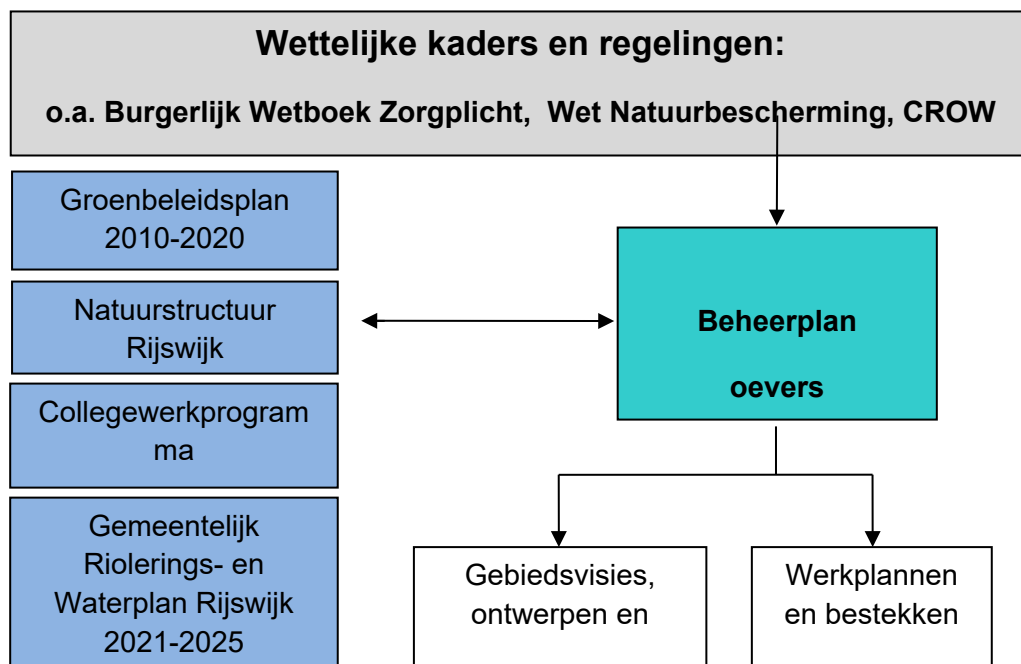 Wettelijke kaders en regelingen:
o.a. Burgerlijk Wetboek Zorgplicht, Wet Natuurbescherming, CROW
Groenbeleidsplan
2010-2020
Natuurstructuur
Rijswijk
Collegewerkprogram
ma
Gemeentelijk
Riolerings- en
Waterplan Rijswijk
2021-2025
Beheerplan
oevers
Gebiedsvisies,
ontwerpen en
Werkplannen
en bestekken